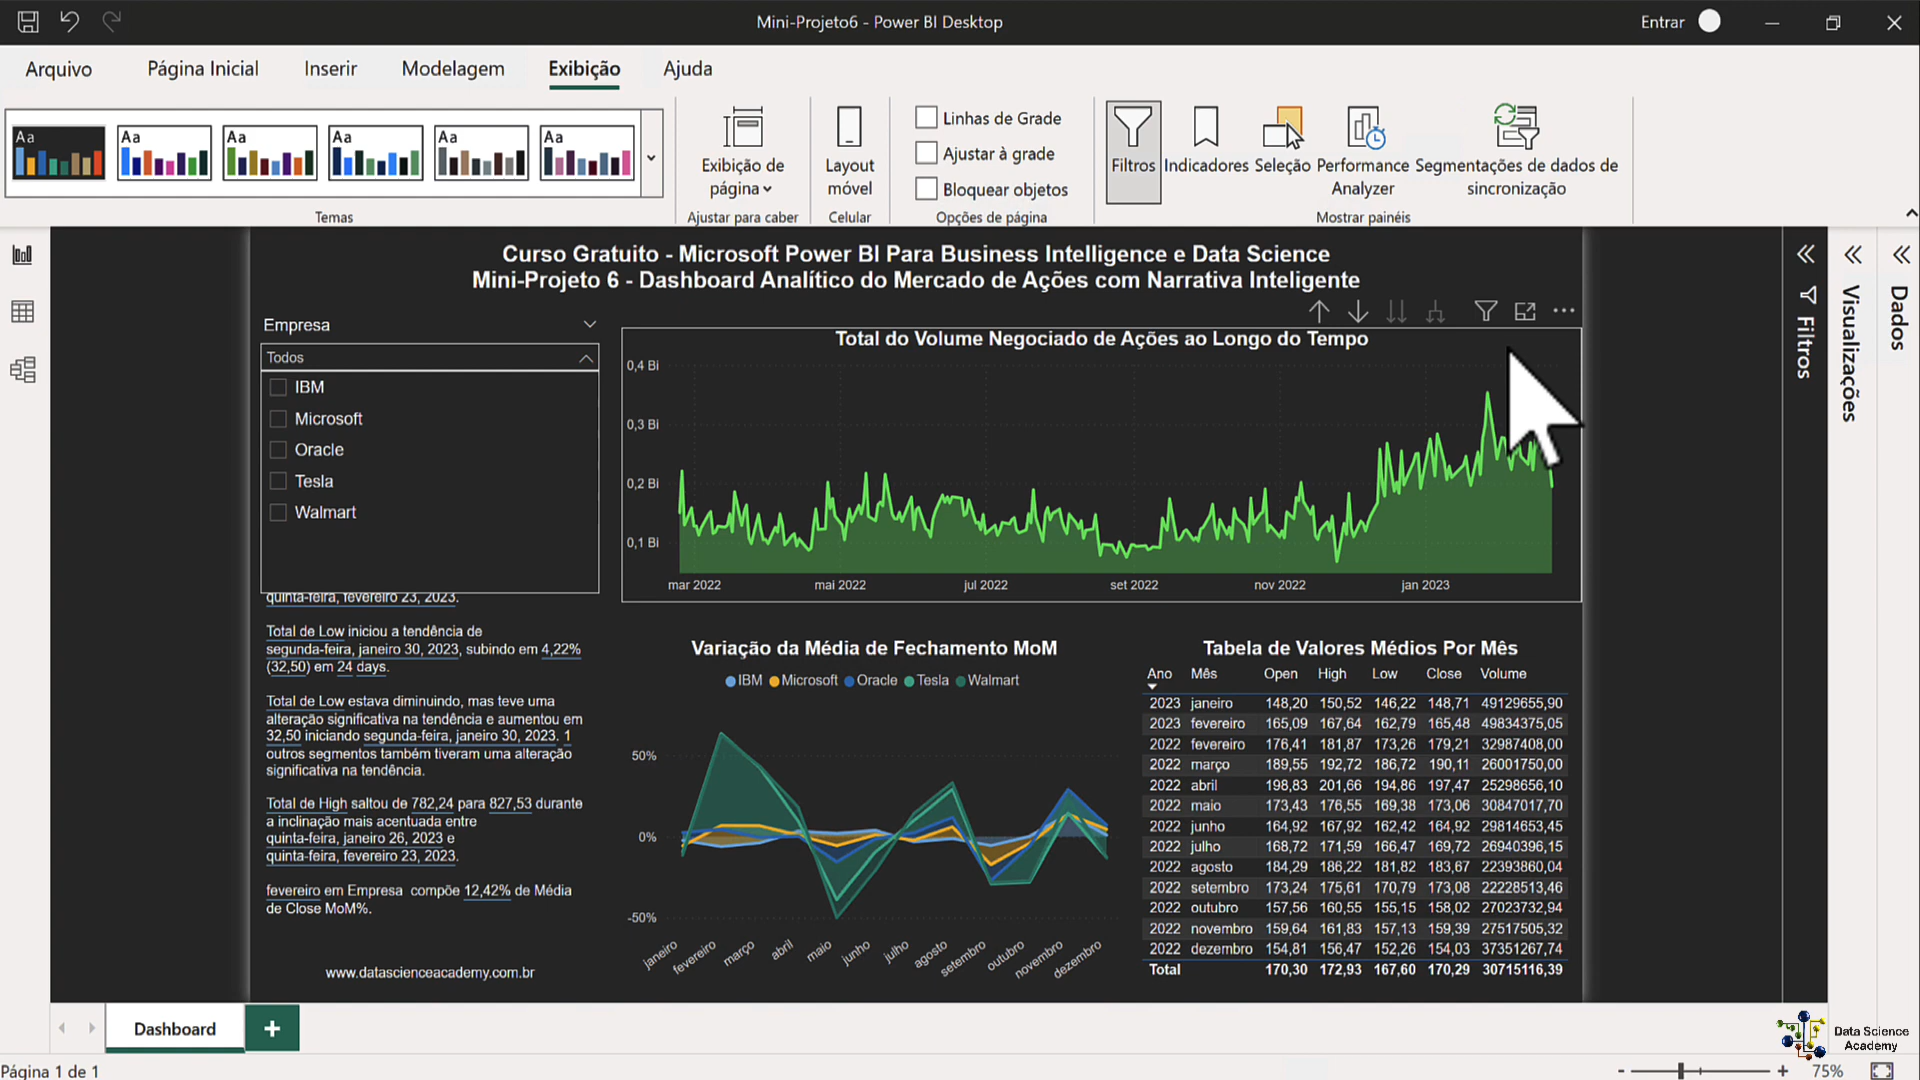 Mini-Projeto6 - Power BI Desktop
Entrar
Arquivo
Página Inicial
Inserir
Modelagem
Exibição
Ajuda
Aa
Aa
Aa
Aa
Aa
Aa
Temas
Exibição de
página
Ajustar para caber
Layout
móvel
Celular
Linhas de Grade
Ajustar à grade
Bloquear objetos
Opções de página
Filtros
Indicadores
Seleção
Performance
Analyzer
Segmentações de dados de
sincronização
Mostrar painéis
Curso Gratuito - Microsoft Power BI Para Business Intelligence e Data Science
Mini-Projeto 6 - Dashboard Analítico do Mercado de Ações com Narrativa Inteligente
Empresa
Todos
IBM
Microsoft
Oracle
Tesla
Walmart
quinta-feira, fevereiro 23, 2023.
Total de Low iniciou a tendência de
segunda-feira, janeiro 30, 2023, subindo em 4,22%
(32,50) em 24 days.
Total de Low estava diminuindo, mas teve uma
alteração significativa na tendência e aumentou em
32,50 iniciando segunda-feira, janeiro 30, 2023. 1
outros segmentos também tiveram uma alteração
significativa na tendência.
Total de High saltou de 782,24 para 827,53 durante
a inclinação mais acentuada entre
quinta-feira, janeiro 26, 2023 e
quinta-feira, fevereiro 23, 2023.
fevereiro em Empresa compõe 12,42% de Média
de Close MoM%.
www.datascienceacademy.com.br
Total do Volume Negociado de Ações ao Longo do Tempo
0,4 Bi
0,3 Bi
0,2 Bi
0,1 Bi
mar 2022
mai 2022
jul 2022
set 2022
nov 2022
jan 2023
Variação da Média de Fechamento MoM
IBM Microsoft Oracle Tesla Walmart
50%
0%
-50%
janeiro
fevereiro
março
abril
maio
junho
julho
agosto
setembro
outubro
novembro
dezembro
Tabela de Valores Médios Por Mês
Ano Mês Open High Low Close Volume
2023 janeiro 148,20 150,52 146,22 148,71 49129655,90
2023 fevereiro 165,09 167,64 162,79 165,48 49834375,05
2022 fevereiro 176,41 181,87 173,26 179,21 32987408,00
2022 março 189,55 192,72 186,72 190,11 26001750,00
2022 abril 198,83 201,66 194,86 197,47 25298656,10
2022 maio 173,43 176,55 169,38 173,06 30847017,70
2022 junho 164,92 167,92 162,42 164,92 29814653,45
2022 julho 168,72 171,59 166,47 169,72 26940396,15
2022 agosto 184,29 186,22 181,82 183,67 22393860,04
2022 setembro 173,24 175,61 170,79 173,08 22228513,46
2022 outubro 157,56 160,55 155,15 158,02 27023732,94
2022 novembro 159,64 161,83 157,13 159,39 27517505,32
2022 dezembro 154,81 156,47 152,26 154,03 37351267,74
Total 170,30 172,93 167,60 170,29 30715116,39
Filtros
Visualizações
Dados
Dashboard
Data Science
Academy
Página 1 de 1
75%